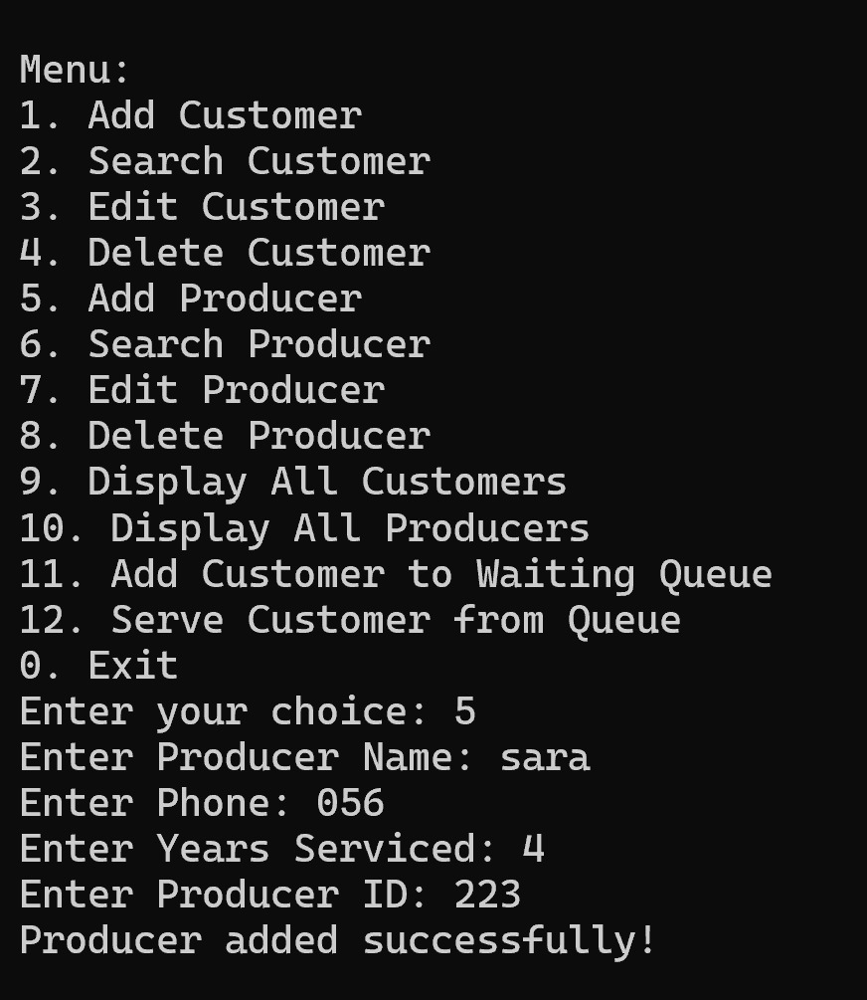 Menu:
1. Add Customer
2. Search Customer
3. Edit Customer
4. Delete Customer
5. Add Producer
6. Search Producer
7. Edit Producer
8. Delete Producer
9. Display All Customers
10. Display All Producers
11. Add Customer to Waiting Queue
12. Serve Customer from Queue
0. Exit
Enter your choice: 5
Enter Producer Name: sara
Enter Phone: 056
Enter Years Serviced: 4
Enter Producer ID: 223
Producer added successfully!